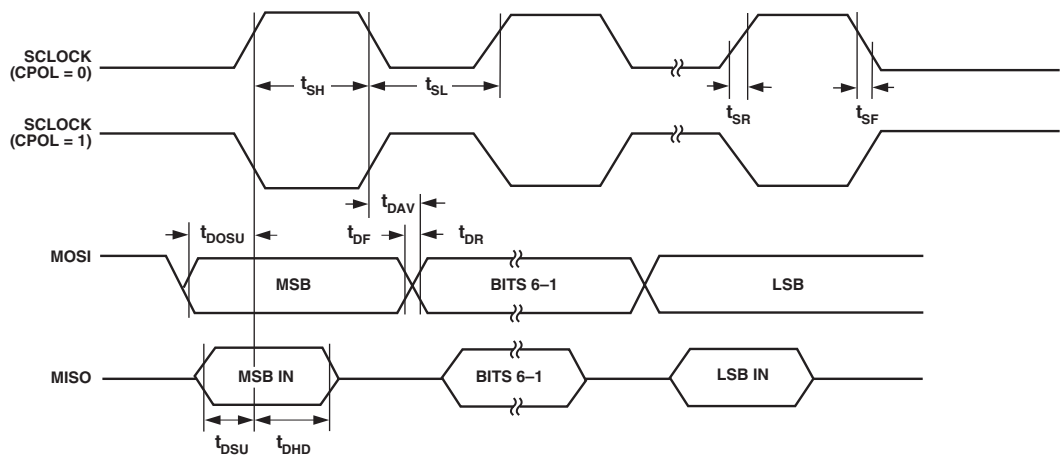 SCLOCK
(CPOL = 0)
tSH
tSL
tSR
tSF
SCLOCK
(CPOL = 1)
tDAV
tDOSU
tDF
tDR
MOSI
MSB
BITS 6–1
LSB
MISO
MSB IN
BITS 6–1
LSB IN
tDSU
tDHD